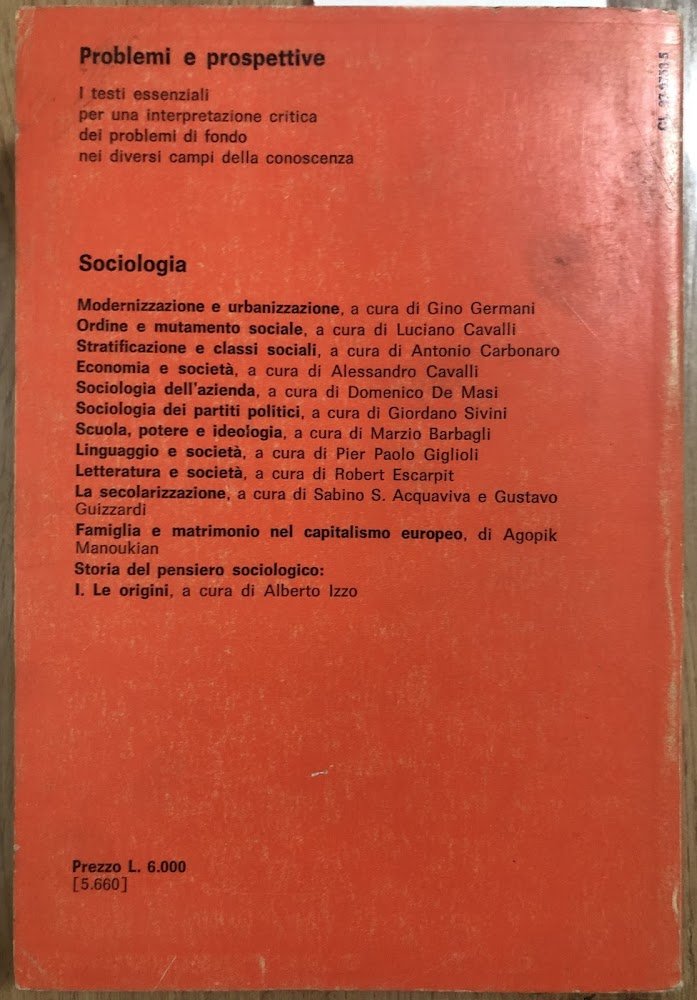 Problemi e prospettive
I testi essenziali
per una interpretazione critica
dei problemi di fondo
nei diversi campi della conoscenza
Sociologia
Modernizzazione e urbanizzazione, a cura di Gino Germani
Ordine e mutamento sociale, a cura di Luciano Cavalli
Stratificazione e classi sociali, a cura di Antonio Carbonaro
Economia e società, a cura di Alessandro Cavalli
Sociologia dell'azienda, a cura di Domenico De Masi
Sociologia dei partiti politici, a cura di Giordano Sivini
Scuola, potere e ideologia, a cura di Marzio Barbagli
Linguaggio e società, a cura di Pier Paolo Giglioli
Letteratura e società, a cura di Robert Escarpit
La secolarizzazione, a cura di Sabino S. Acquaviva e Gustavo
Guizzardi
Famiglia e matrimonio nel capitalismo europeo, di Agopik
Manoukian
Storia del pensiero sociologico:
I. Le origini, a cura di Alberto Izzo
Prezzo L. 6.000
[5.660]